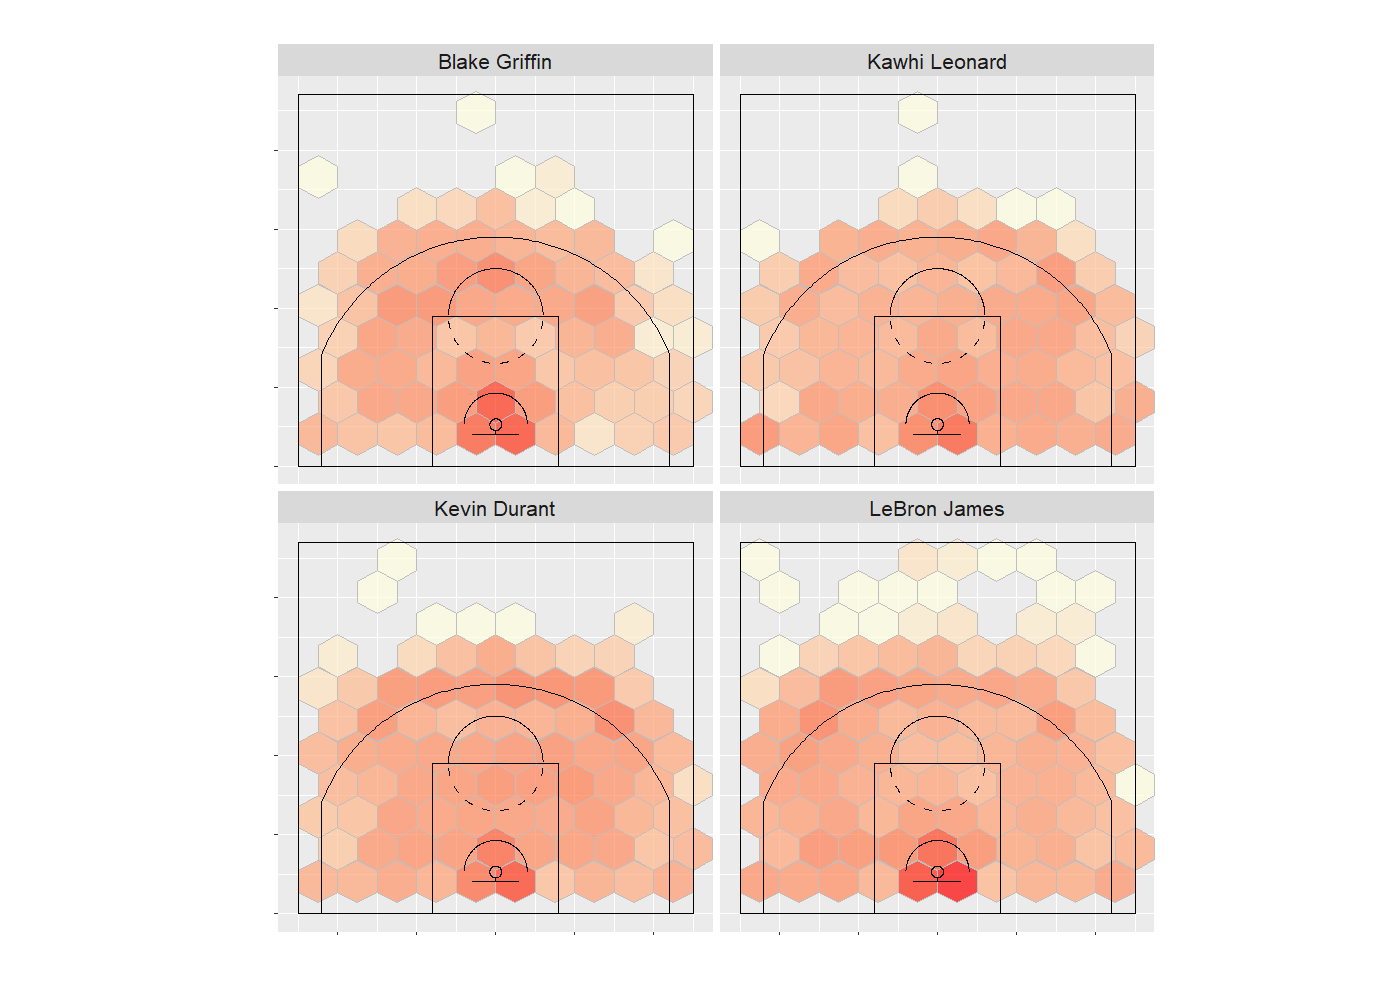 Blake Griffin
Kawhi Leonard
Kevin Durant
LeBron James